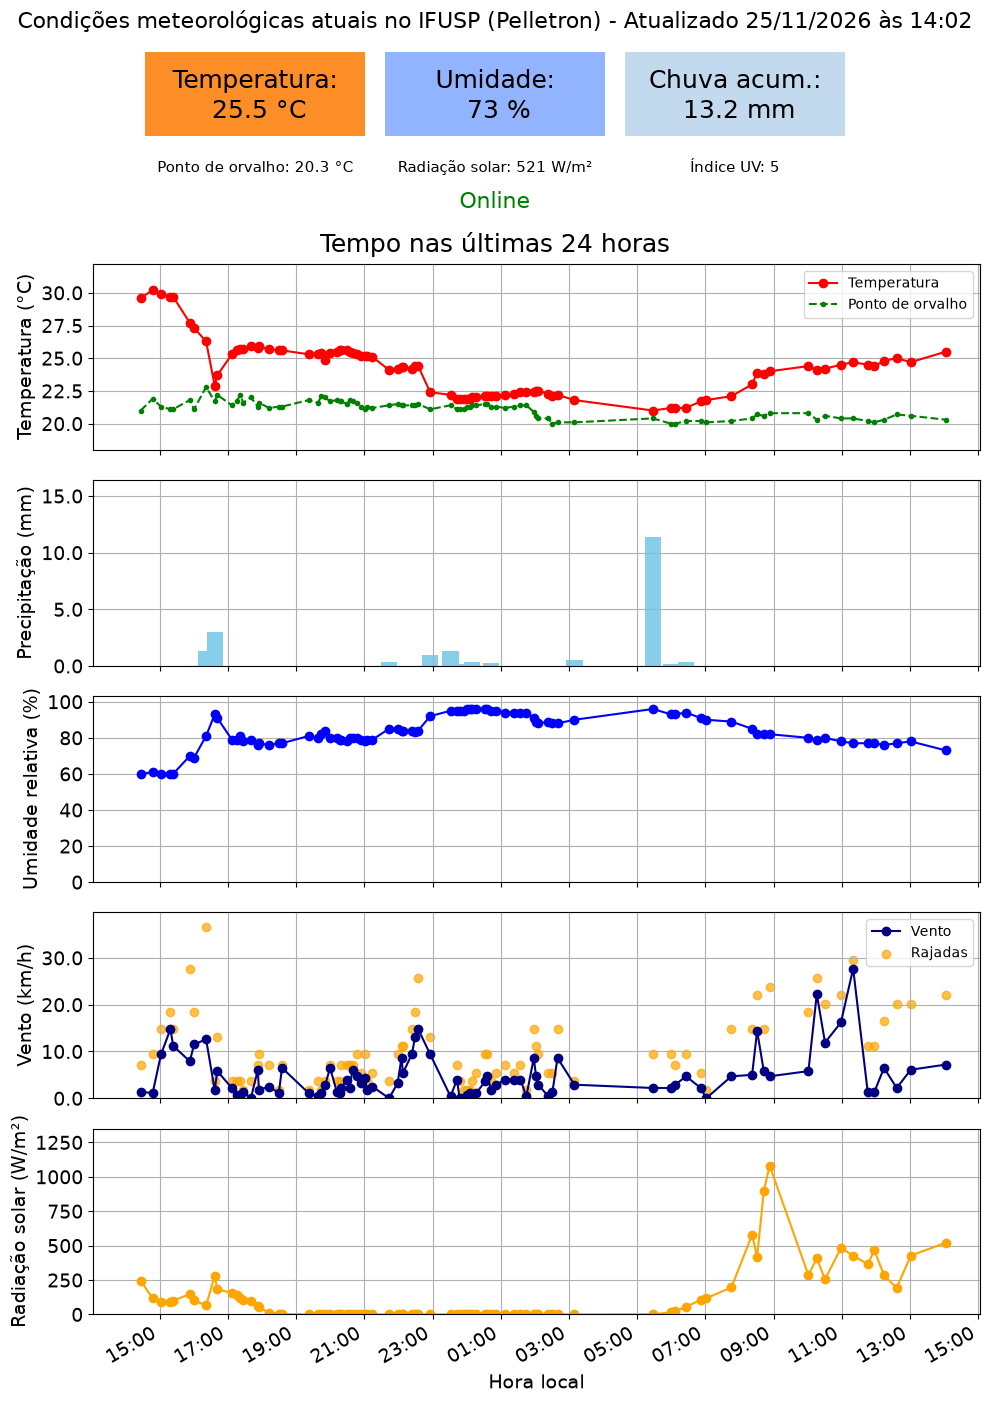 Condições meteorológicas atuais no IFUSP (Pelletron) - Atualizado 25/11/2026 às 14:02
Temperatura:
25.5 °C
Umidade:
73 %
Chuva acum.:
13.2 mm
Ponto de orvalho: 20.3 °C
Radiação solar: 521 W/m²
Índice UV: 5
Online
Tempo nas últimas 24 horas
Temperatura (°C)
30.0
27.5
25.0
22.5
20.0
Temperatura
Ponto de orvalho
Precipitação (mm)
15.0
10.0
5.0
0.0
Umidade relativa (%)
100
80
60
40
20
0
Vento (km/h)
30.0
20.0
10.0
0.0
Vento
Rajadas
Radiação solar (W/m²)
1250
1000
750
500
250
0
15:00
17:00
19:00
21:00
23:00
01:00
03:00
05:00
07:00
09:00
11:00
13:00
15:00
Hora local